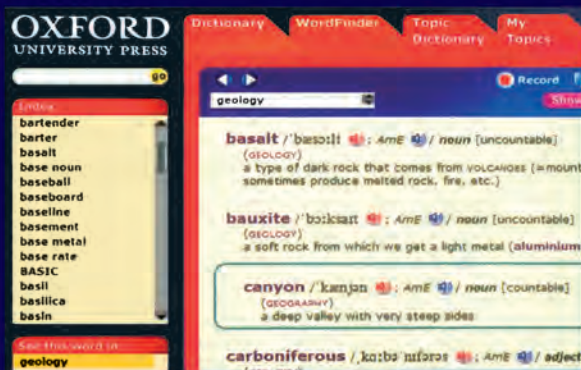 OXFORD
UNIVERSITY PRESS
go
Index
bartender
barter
basalt
base noun
baseball
baseboard
baseline
basement
base metal
base rate
BASIC
basil
basilica
basin
See this word in
geology
Dictionary
WordFinder
Topic Dictionary
My Topics
Record
Show
geology
basalt /ˈbæsɔːlt ; AmE / noun [uncountable]
(GEOLOGY)
a type of dark rock that comes from VOLCANOES (=mount
sometimes produce melted rock, fire, etc.)
bauxite /ˈbɔːksaɪt ; AmE / noun [uncountable]
(GEOLOGY)
a soft rock from which we get a light metal (aluminium
canyon /ˈkænjən ; AmE / noun [countable]
(GEOGRAPHY)
a deep valley with very steep sides
carboniferous /ˌkɑːbəˈnɪfərəs ; AmE / adject